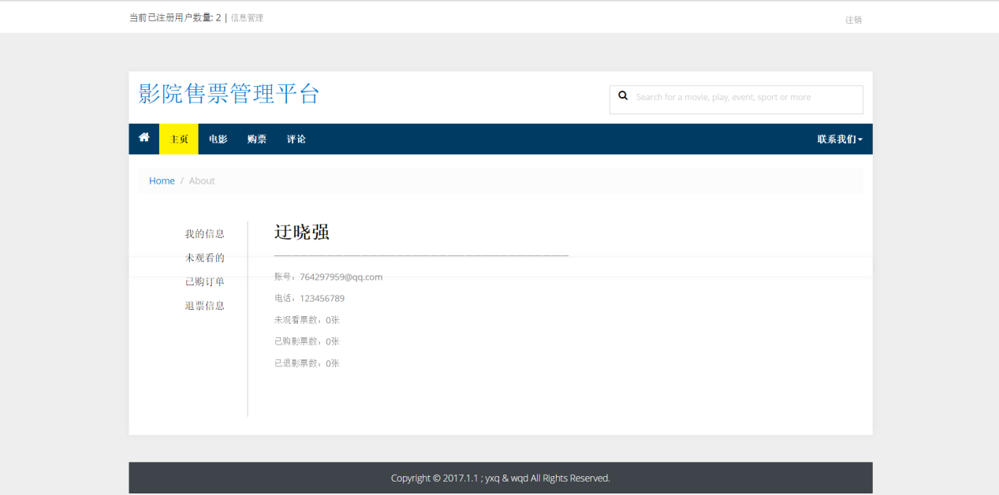 当前已注册用户数量: 2 | 信息管理
注销
影院售票管理平台
Search for a movie, play, event, sport or more
主页 电影 购票 评论 联系我们
Home / About
我的信息
未观看的
已购订单
退票信息
迂晓强
账号：764297959@qq.com
电话：123456789
未观看票数：0张
已购影票数：0张
已退影票数：0张
Copyright © 2017.1.1 ; yxq & wqd All Rights Reserved.